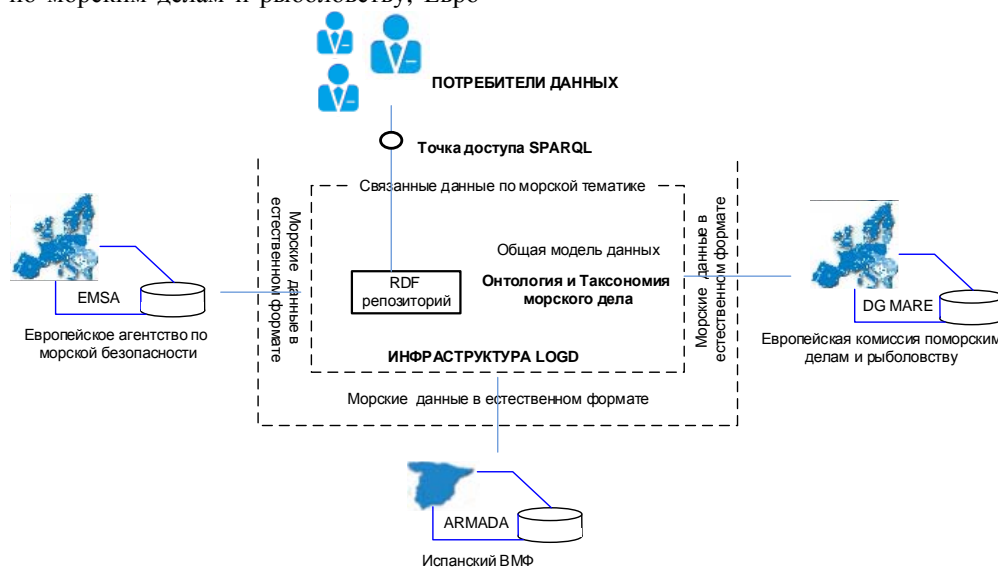 по морским делам и рыболовству, Евро-
ПОТРЕБИТЕЛИ ДАННЫХ
Точка доступа SPARQL
Связанные данные по морской тематике
Морские данные в
естественном формате
Общая модель данных
RDF
репозиторий
Онтология и Таксономия
морского дела
Морские данные в
естественном формате
EMSA
Европейское агентство по
морской безопасности
DG MARE
Европейская комиссия поморским
делам и рыболовству
ИНФРАСТРУКТУРА LOGD
Морские данные в естественном формате
ARMADA
Испанский ВМФ